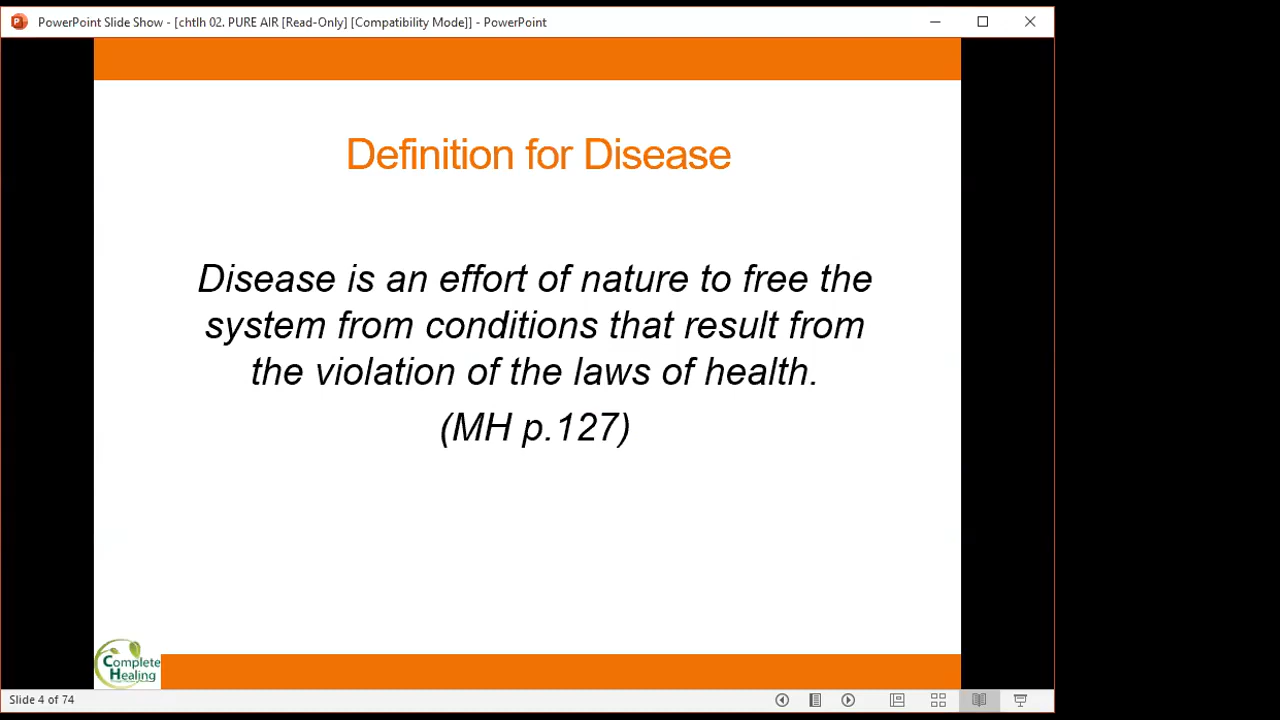 PowerPoint Slide Show - [chtlh 02. PURE AIR [Read-Only] [Compatibility Mode]] - PowerPoint
Definition for Disease
Disease is an effort of nature to free the
system from conditions that result from
the violation of the laws of health.
(MH p.127)
Complete
Healing
Slide 4 of 74